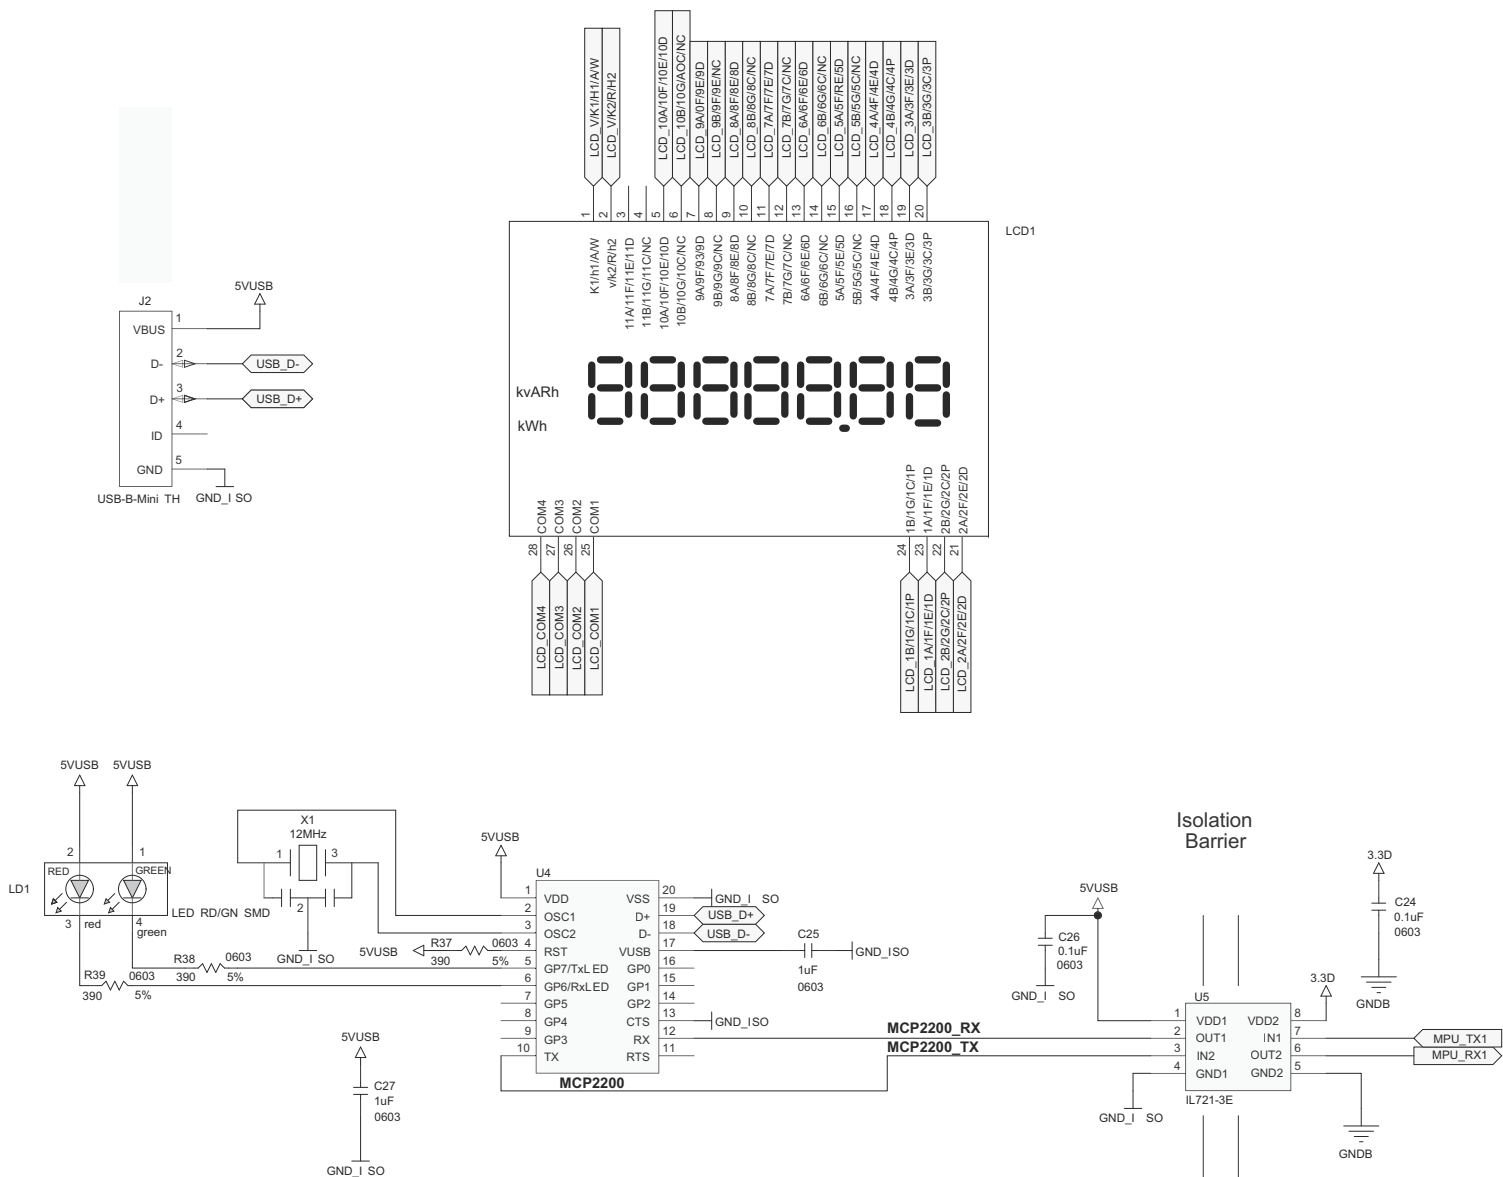 LCD_V/K1/H1/A/W
LCD_V/K2/R/H2
LCD_10A/10F/10E/10D
LCD_10B/10G/AOC/NC
LCD_9A/0F/9E/9D
LCD_9B/9F/9E/NC
LCD_8A/8F/8E/8D
LCD_8B/8G/8C/NC
LCD_7A/7F/7E/7D
LCD_7B/7G/7C/NC
LCD_6A/6F/6E/6D
LCD_6B/6G/6C/NC
LCD_5A/5F/RE/5D
LCD_5B/5G/5C/NC
LCD_4A/4F/4E/4D
LCD_4B/4G/4C/4P
LCD_3A/3F/3E/3D
LCD_3B/3G/3C/3P
1 2 3 4 5 6 7 8 9 10 11 12 13 14 15 16 17 18 19 20
LCD1
K1/h1/A/W
v/k2/R/h2
11A/11F/11E/11D
11B/11G/11C/NC
10A/10F/10E/10D
10B/10G/10C/NC
9A/9F/93/9D
9B/9G/9C/NC
8A/8F/8E/8D
8B/8G/8C/NC
7A/7F/7E/7D
7B/7G/7C/NC
6A/6F/6E/6D
6B/6G/6C/NC
5A/5F/5E/5D
5B/5G/5C/NC
4A/4F/4E/4D
4B/4G/4C/4P
3A/3F/3E/3D
3B/3G/3C/3P
kvARh
kWh
8888888.8
COM4
COM3
COM2
COM1
28 27 26 25
LCD_COM4
LCD_COM3
LCD_COM2
LCD_COM1
1B/1G/1C/1P
1A/1F/1E/1D
2B/2G/2C/2P
2A/2F/2E/2D
24 23 22 21
LCD_1B/1G/1C/1P
LCD_1A/1F/1E/1D
LCD_2B/2G/2C/2P
LCD_2A/2F/2E/2D
5VUSB
J2
VBUS 1
D- 2 USB_D-
D+ 3 USB_D+
ID 4
GND 5
USB-B-Mini TH
GND_I SO
5VUSB 5VUSB
2 1
RED GREEN
LD1
LED RD/GN SMD
3 red 4 green
X1
12MHz
1 3
2
GND_I SO
5VUSB
R37 0603
390 5%
R38 0603
390 5%
R39 0603
390 5%
5VUSB
C27
1uF
0603
GND_I SO
5VUSB
U4
1 VDD VSS 20 GND_I SO
2 OSC1 D+ 19 USB_D+
3 OSC2 D- 18 USB_D-
4 RST VUSB 17
5 GP7/TxLED GP0 16
6 GP6/RxLED GP1 15
7 GP5 GP2 14
8 GP4 CTS 13 GND_ISO
9 GP3 RX 12
10 TX RTS 11
MCP2200
C25
1uF
0603
GND_ISO
MCP2200_RX
MCP2200_TX
Isolation
Barrier
5VUSB
C26
0.1uF
0603
GND_I SO
3.3D
C24
0.1uF
0603
GNDB
3.3D
U5
1 VDD1 VDD2 8
2 OUT1 IN1 7 MPU_TX1
3 IN2 OUT2 6 MPU_RX1
4 GND1 GND2 5
IL721-3E
GND_I SO
GNDB